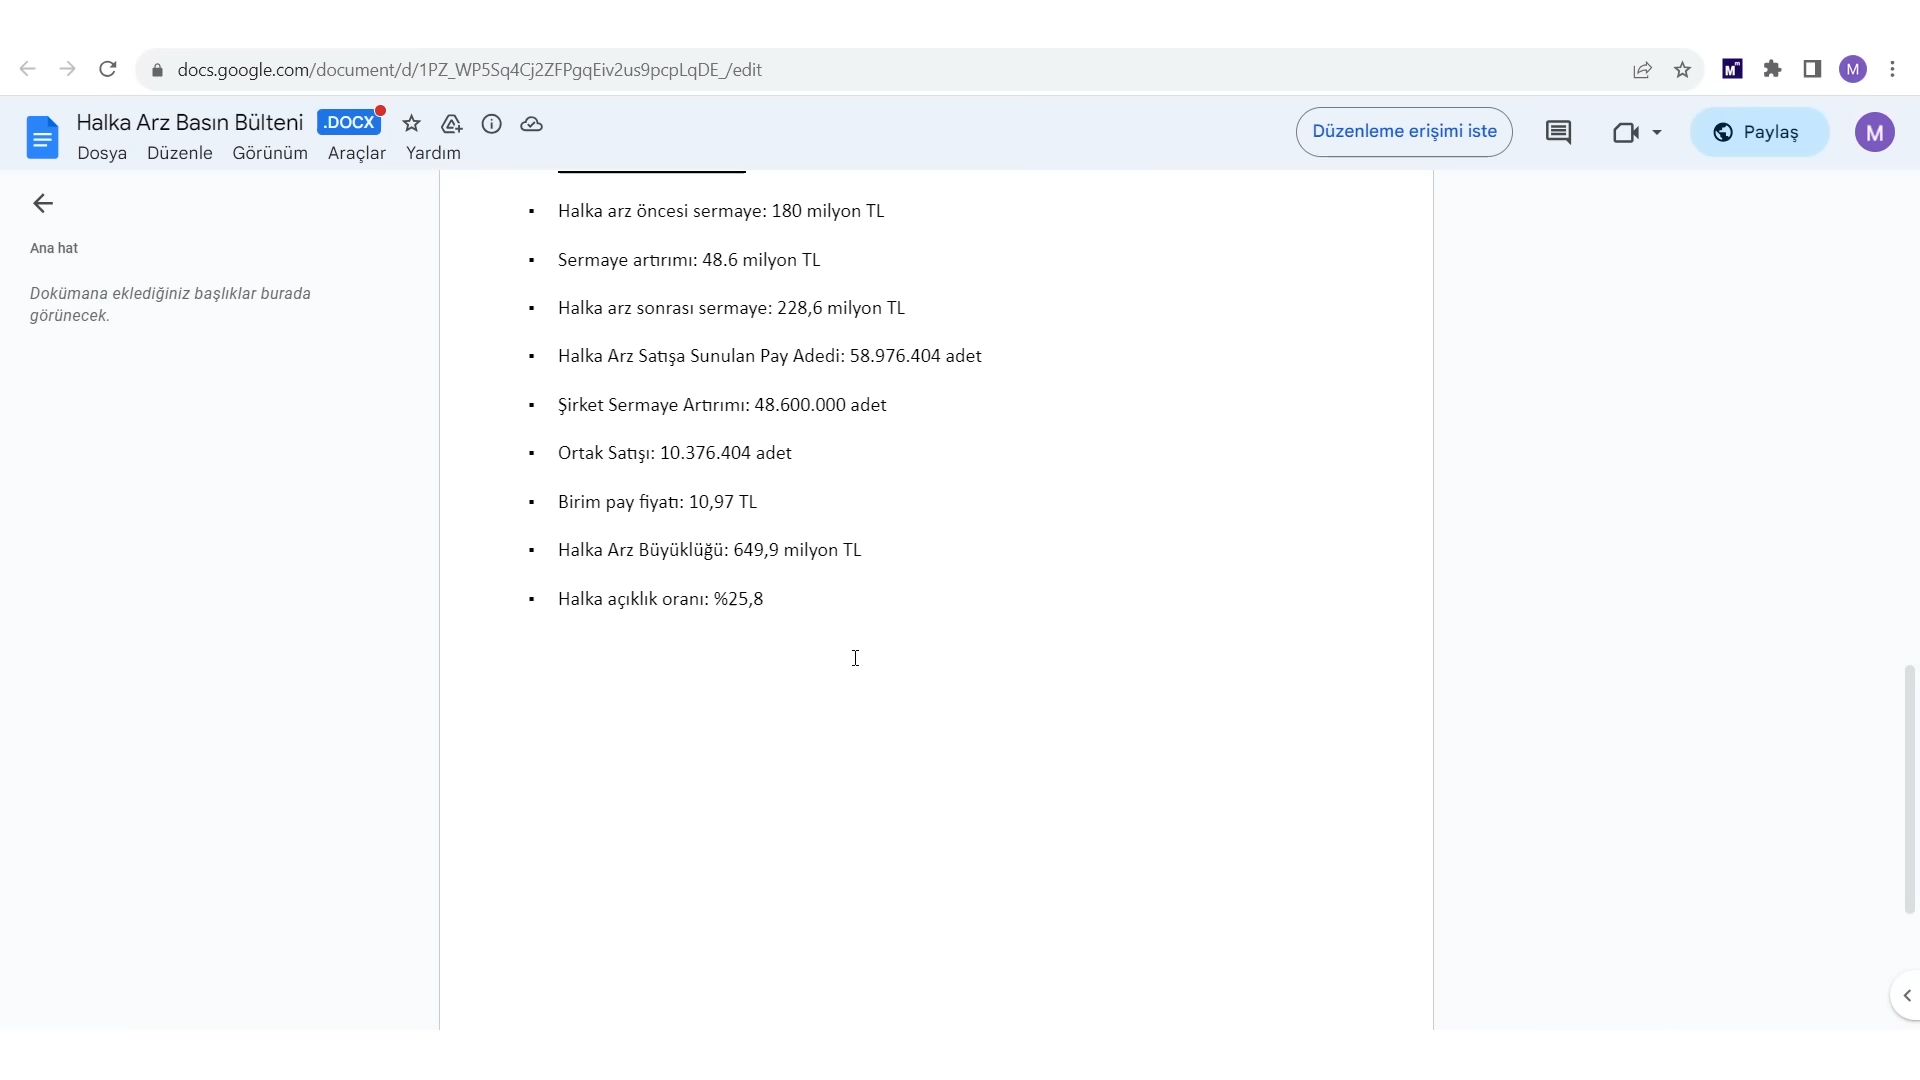 docs.google.com/document/d/1PZ_WP5Sq4Cj2ZFPgqEiv2us9pcpLqDE_/edit
M
M
Halka Arz Basın Bülteni .DOCX
Dosya Düzenle Görünüm Araçlar Yardım
Düzenleme erişimi iste
Paylaş
M
Ana hat
Dokümana eklediğiniz başlıklar burada
görünecek.
▪ Halka arz öncesi sermaye: 180 milyon TL
▪ Sermaye artırımı: 48.6 milyon TL
▪ Halka arz sonrası sermaye: 228,6 milyon TL
▪ Halka Arz Satışa Sunulan Pay Adedi: 58.976.404 adet
▪ Şirket Sermaye Artırımı: 48.600.000 adet
▪ Ortak Satışı: 10.376.404 adet
▪ Birim pay fiyatı: 10,97 TL
▪ Halka Arz Büyüklüğü: 649,9 milyon TL
▪ Halka açıklık oranı: %25,8